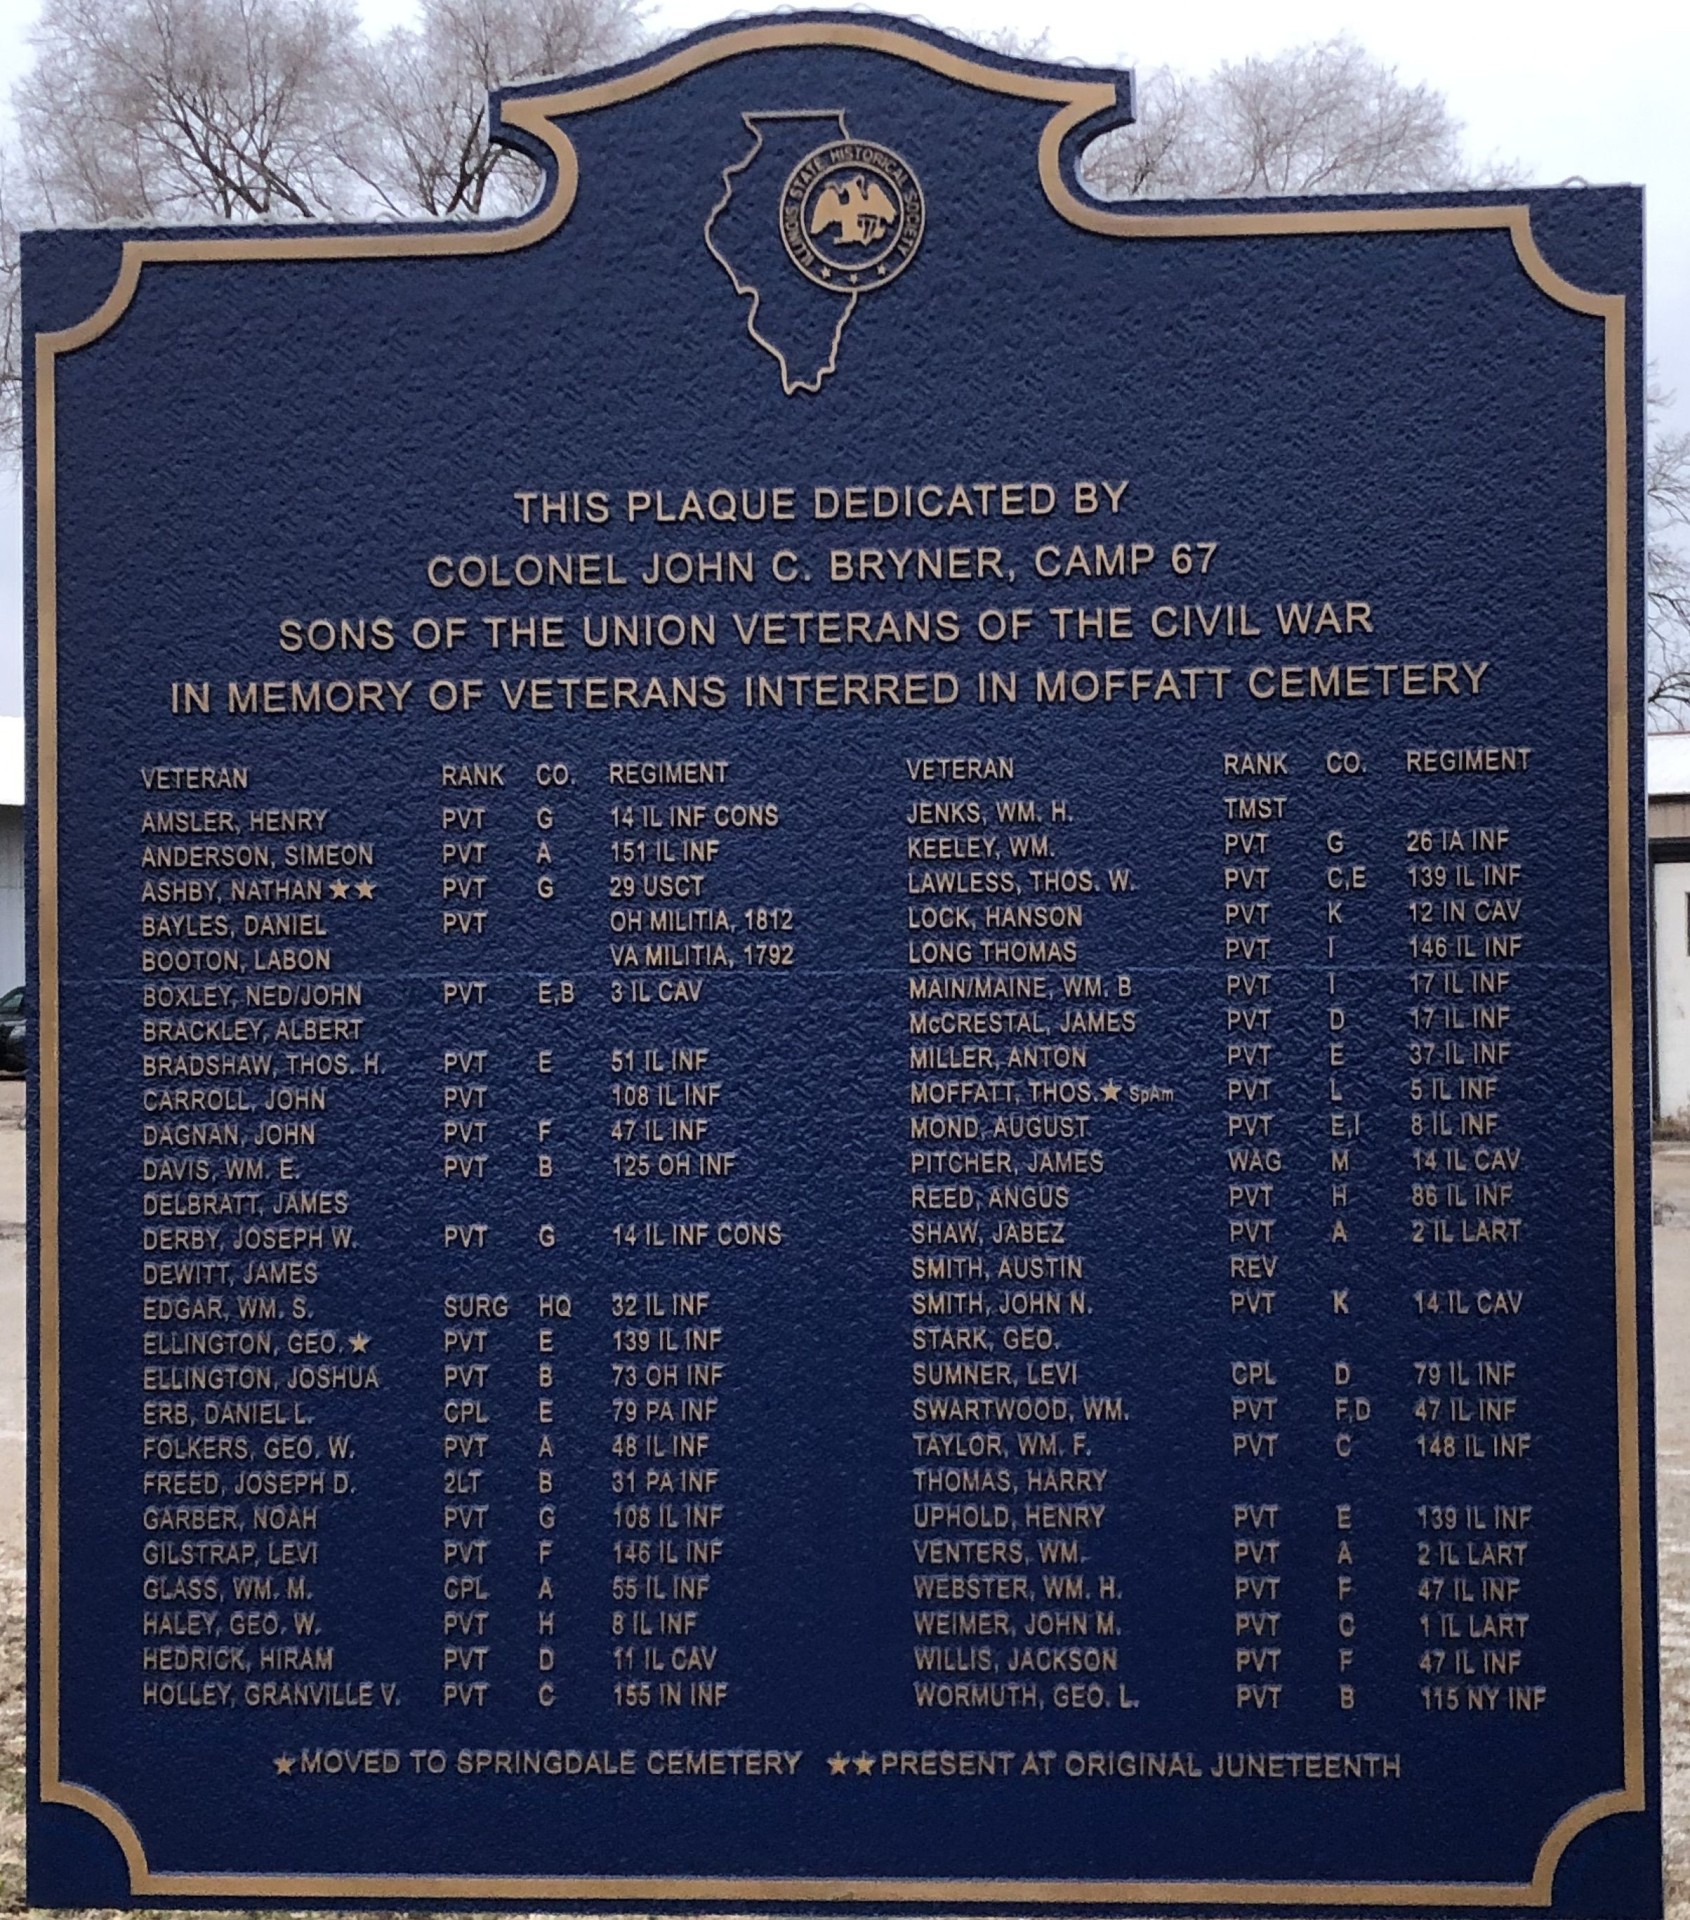 ILLINOIS STATE HISTORICAL SOCIETY
THIS PLAQUE DEDICATED BY
COLONEL JOHN C. BRYNER, CAMP 67
SONS OF THE UNION VETERANS OF THE CIVIL WAR
IN MEMORY OF VETERANS INTERRED IN MOFFATT CEMETERY
VETERAN RANK CO. REGIMENT
AMSLER, HENRY PVT G 14 IL INF CONS
ANDERSON, SIMEON PVT A 151 IL INF
ASHBY, NATHAN ★★ PVT G 29 USCT
BAYLES, DANIEL PVT OH MILITIA, 1812
BOOTON, LABON VA MILITIA, 1792
BOXLEY, NED/JOHN PVT E,B 3 IL CAV
BRACKLEY, ALBERT
BRADSHAW, THOS. H. PVT E 51 IL INF
CARROLL, JOHN PVT 108 IL INF
DAGNAN, JOHN PVT F 47 IL INF
DAVIS, WM. E. PVT B 125 OH INF
DELBRATT, JAMES
DERBY, JOSEPH W. PVT G 14 IL INF CONS
DEWITT, JAMES
EDGAR, WM. S. SURG HQ 32 IL INF
ELLINGTON, GEO.★ PVT E 139 IL INF
ELLINGTON, JOSHUA PVT B 73 OH INF
ERB, DANIEL L. CPL E 79 PA INF
FOLKERS, GEO. W. PVT A 48 IL INF
FREED, JOSEPH D. 2LT B 31 PA INF
GARBER, NOAH PVT G 108 IL INF
GILSTRAP, LEVI PVT F 146 IL INF
GLASS, WM. M. CPL A 55 IL INF
HALEY, GEO. W. PVT H 8 IL INF
HEDRICK, HIRAM PVT D 11 IL CAV
HOLLEY, GRANVILLE V. PVT C 155 IN INF
VETERAN RANK CO. REGIMENT
JENKS, WM. H. TMST
KEELEY, WM. PVT G 26 IA INF
LAWLESS, THOS. W. PVT C,E 139 IL INF
LOCK, HANSON PVT K 12 IN CAV
LONG THOMAS PVT I 146 IL INF
MAIN/MAINE, WM. B PVT I 17 IL INF
McCRESTAL, JAMES PVT D 17 IL INF
MILLER, ANTON PVT E 37 IL INF
MOFFATT, THOS.★ SpAm PVT L 5 IL INF
MOND, AUGUST PVT E,I 8 IL INF
PITCHER, JAMES WAG M 14 IL CAV
REED, ANGUS PVT H 86 IL INF
SHAW, JABEZ PVT A 2 IL LART
SMITH, AUSTIN REV
SMITH, JOHN N. PVT K 14 IL CAV
STARK, GEO.
SUMNER, LEVI CPL D 79 IL INF
SWARTWOOD, WM. PVT F,D 47 IL INF
TAYLOR, WM. F. PVT C 148 IL INF
THOMAS, HARRY
UPHOLD, HENRY PVT E 139 IL INF
VENTERS, WM. PVT A 2 IL LART
WEBSTER, WM. H. PVT F 47 IL INF
WEIMER, JOHN M. PVT C 1 IL LART
WILLIS, JACKSON PVT F 47 IL INF
WORMUTH, GEO. L. PVT B 115 NY INF
★MOVED TO SPRINGDALE CEMETERY ★★PRESENT AT ORIGINAL JUNETEENTH